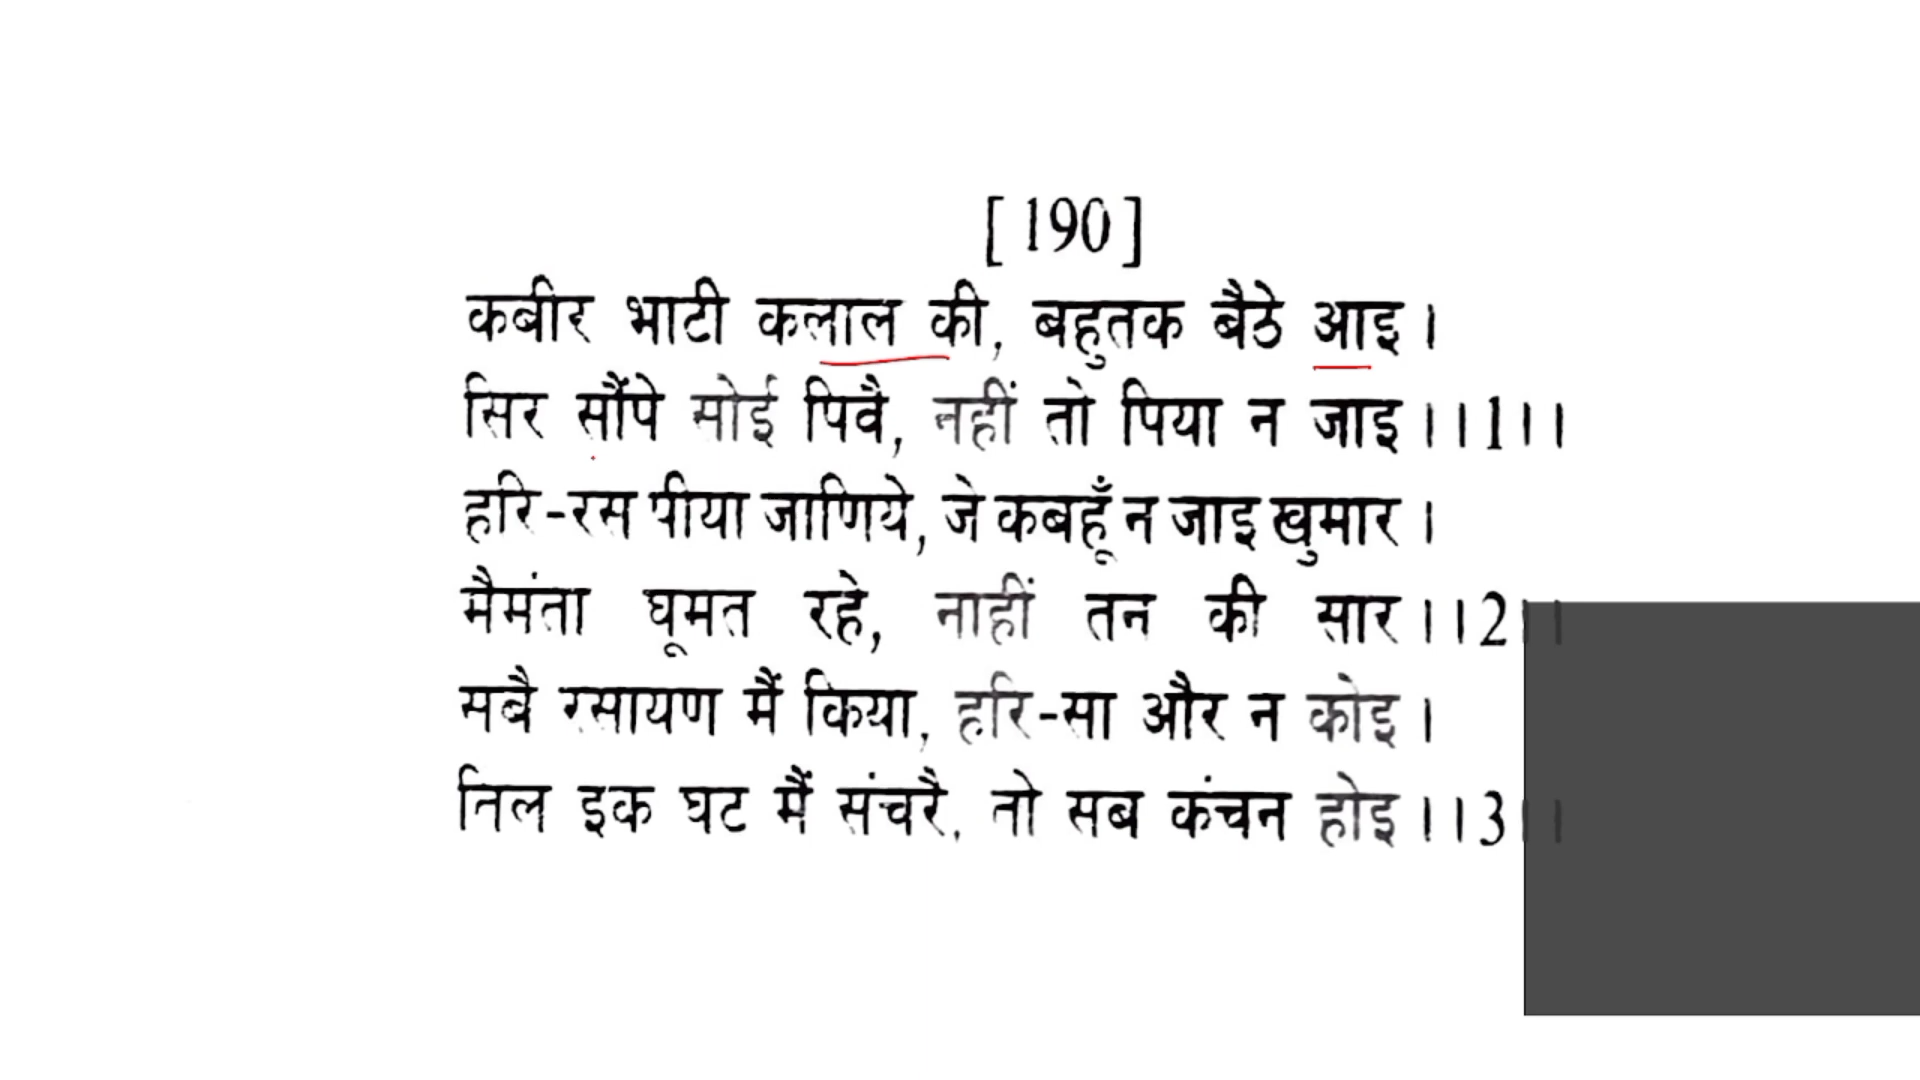 [ 190 ]
कबीर भाटी कलाल की, बहुतक बैठे आइ ।
सिर सौंपे सोई पिवै, नहीं तो पिया न जाइ ।।1।।
हरि-रस पीया जाणिये, जे कबहूँ न जाइ खुमार ।
मैमंता घूमत रहे, नाहीं तन की सार ।।2।।
सबै रसायण मैं किया, हरि-सा और न कोइ ।
तिल इक घट मैं संचरै, तो सब कंचन होइ ।।3।।